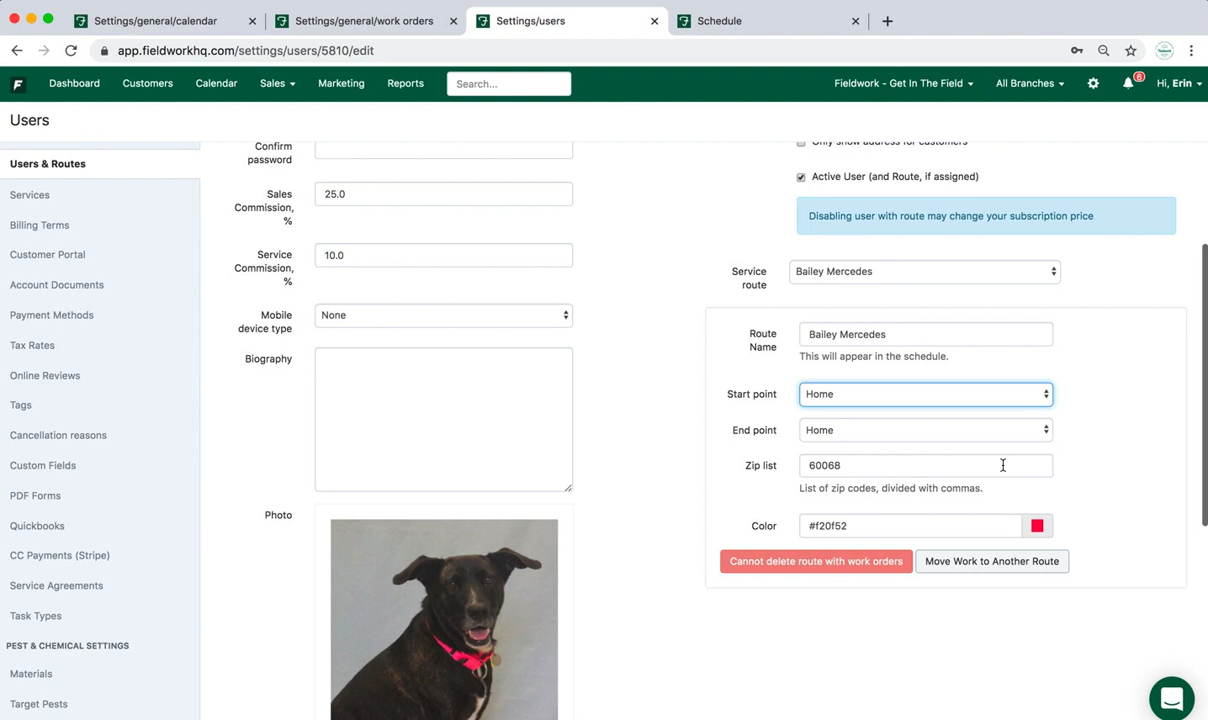 Settings/general/calendar
Settings/general/work orders
Settings/users
Schedule
app.fieldworkhq.com/settings/users/5810/edit
Dashboard
Customers
Calendar
Sales
Marketing
Reports
Search...
Fieldwork - Get In The Field
All Branches
6
Hi, Erin
Users
Users & Routes
Services
Billing Terms
Customer Portal
Account Documents
Payment Methods
Tax Rates
Online Reviews
Tags
Cancellation reasons
Custom Fields
PDF Forms
Quickbooks
CC Payments (Stripe)
Service Agreements
Task Types
PEST & CHEMICAL SETTINGS
Materials
Target Pests
Confirm
password
Sales
Commission,
%
25.0
Service
Commission,
%
10.0
Mobile
device type
None
Biography
Photo
Only show address for customers
Active User (and Route, if assigned)
Disabling user with route may change your subscription price
Service
route
Bailey Mercedes
Route
Name
Bailey Mercedes
This will appear in the schedule.
Start point
Home
End point
Home
Zip list
60068
List of zip codes, divided with commas.
Color
#f20f52
Cannot delete route with work orders
Move Work to Another Route